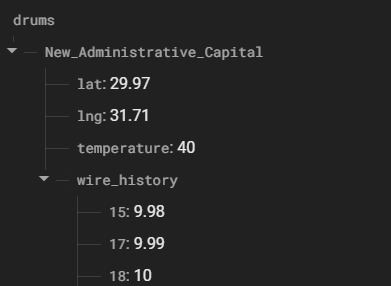 drums
New_Administrative_Capital
lat: 29.97
lng: 31.71
temperature: 40
wire_history
15: 9.98
17: 9.99
18: 10